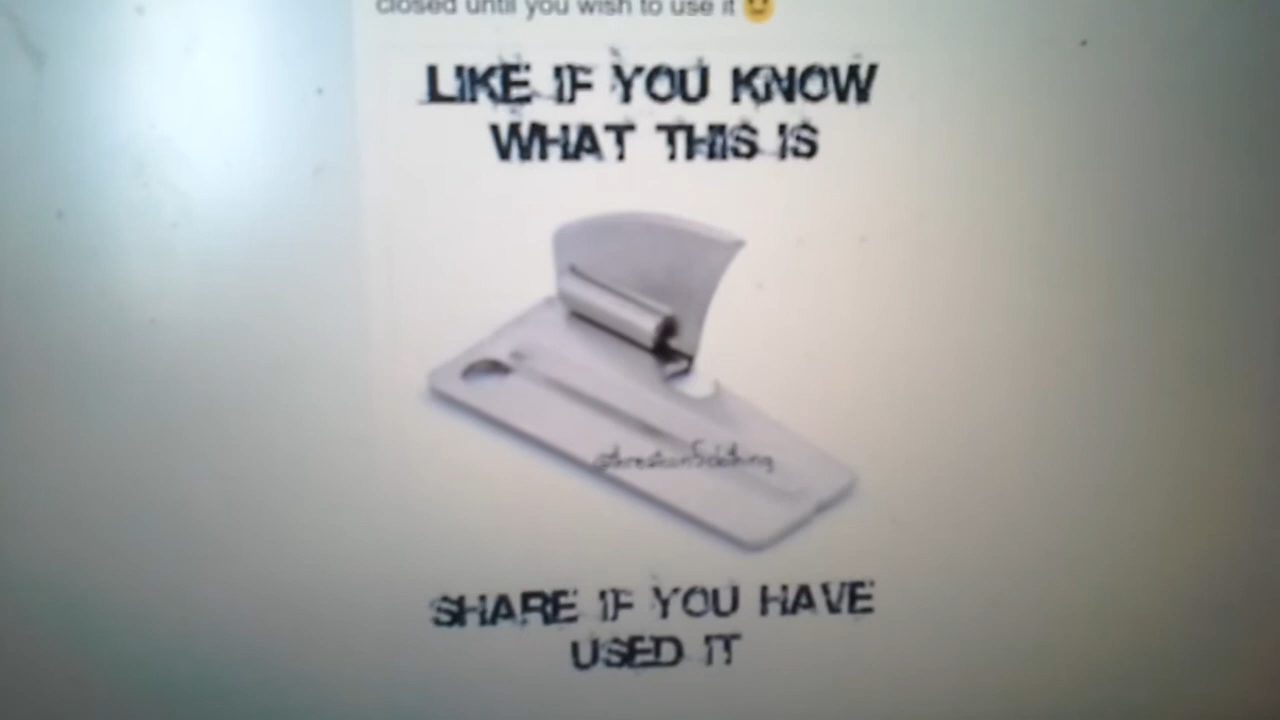 closed until you wish to use it
LIKE IF YOU KNOW
WHAT THIS IS
SHARE IF YOU HAVE
USED IT